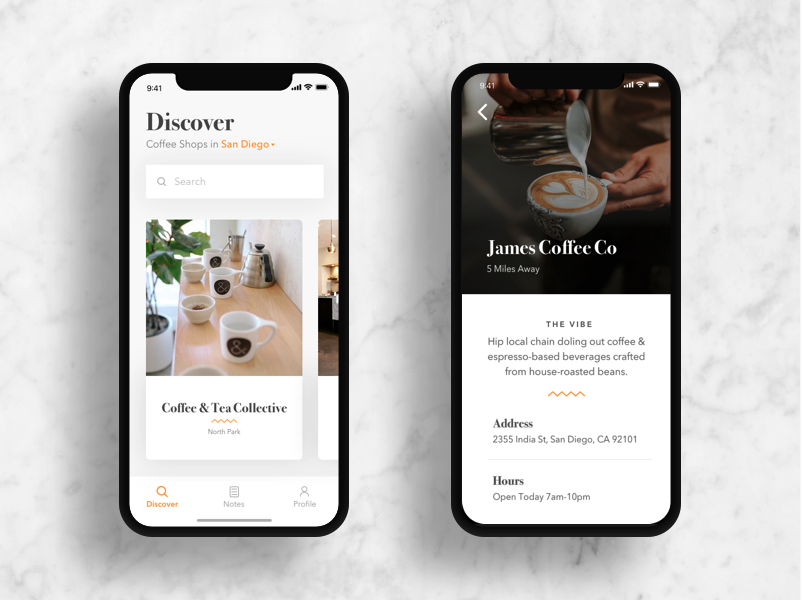 9:41
Discover
Coffee Shops in San Diego
Search
&
&
&
Coffee & Tea Collective
North Park
Discover
Notes
Profile
9:41
James Coffee Co
5 Miles Away
THE VIBE
Hip local chain doling out coffee &
espresso-based beverages crafted
from house-roasted beans.
Address
2355 India St, San Diego, CA 92101
Hours
Open Today 7am-10pm